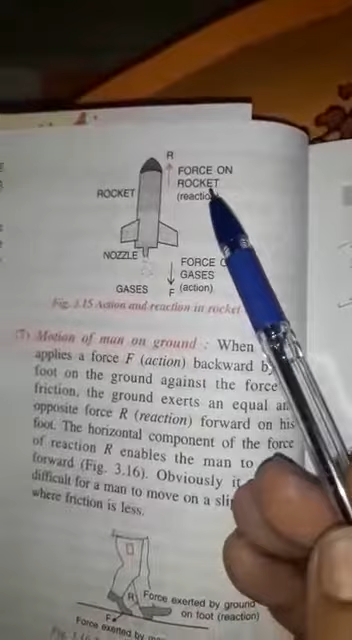 R
FORCE ON
ROCKET
ROCKET
NOZZLE
FORCE
GASES
(action)
GASES
F
Fig. 3.15 Action and reaction in rocket
(7) Motion of man on ground : When
applies a force F (action) backward
foot on the ground against the force
friction, the ground exerts an equal
opposite force R (reaction) forward on his
foot. The horizontal component of the force
of reaction R enables the man to
forward (Fig. 3.16). Obviously it
difficult for a man to move on a
where friction is less.
R
Force exerted by ground
on foot (reaction)
F
Force exerted by